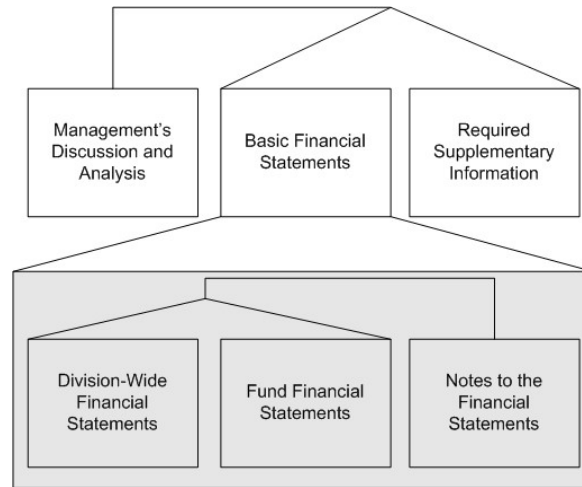 Management's
Discussion and
Analysis
Basic Financial
Statements
Required
Supplementary
Information
Division-Wide
Financial
Statements
Fund Financial
Statements
Notes to the
Financial
Statements